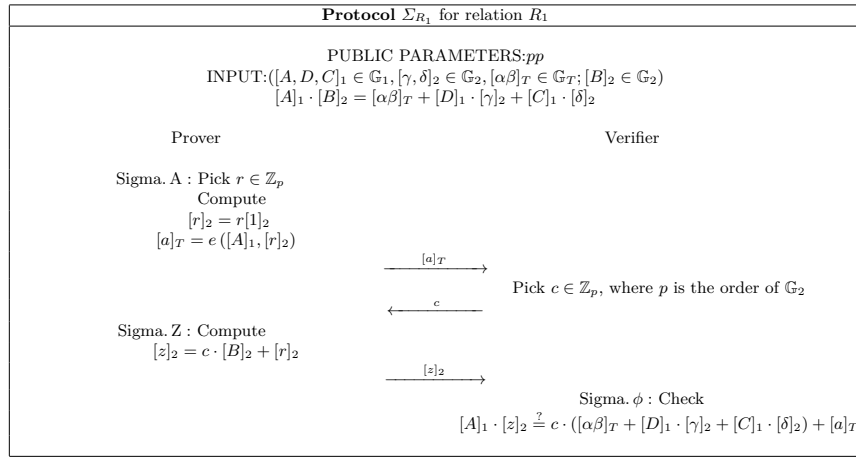 Protocol Σ_{R_1} for relation R_1
PUBLIC PARAMETERS:pp
INPUT:([A, D, C]_1 ∈ 𝔾_1, [γ, δ]_2 ∈ 𝔾_2, [αβ]_T ∈ 𝔾_T; [B]_2 ∈ 𝔾_2)
[A]_1 · [B]_2 = [αβ]_T + [D]_1 · [γ]_2 + [C]_1 · [δ]_2
Prover Verifier
Sigma. A : Pick r ∈ ℤ_p
Compute
[r]_2 = r[1]_2
[a]_T = e ([A]_1, [r]_2)
[a]_T
⟶
Pick c ∈ ℤ_p, where p is the order of 𝔾_2
c
⟵
Sigma. Z : Compute
[z]_2 = c · [B]_2 + [r]_2
[z]_2
⟶
Sigma. ϕ : Check
[A]_1 · [z]_2 ≟ c · ([αβ]_T + [D]_1 · [γ]_2 + [C]_1 · [δ]_2) + [a]_T